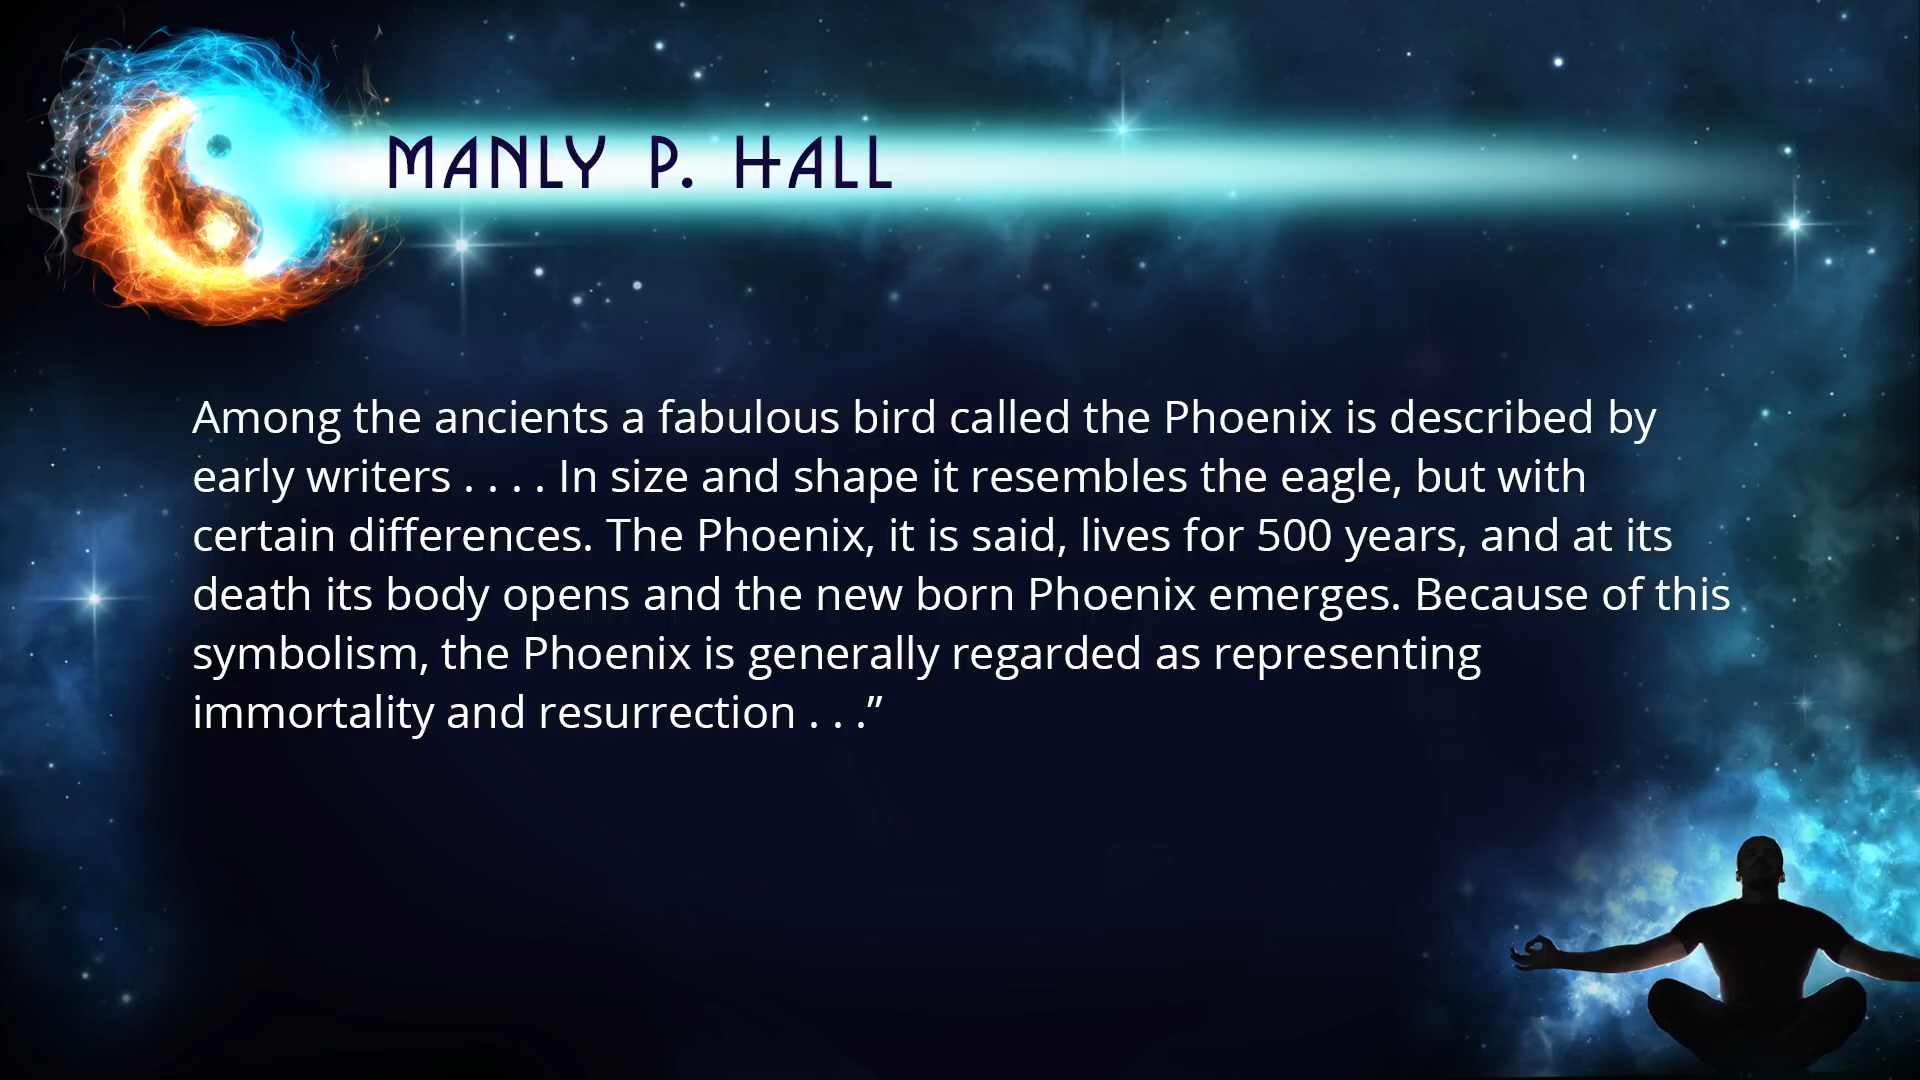 MANLY P. HALL
Among the ancients a fabulous bird called the Phoenix is described by
early writers . . . . In size and shape it resembles the eagle, but with
certain differences. The Phoenix, it is said, lives for 500 years, and at its
death its body opens and the new born Phoenix emerges. Because of this
symbolism, the Phoenix is generally regarded as representing
immortality and resurrection . . .”